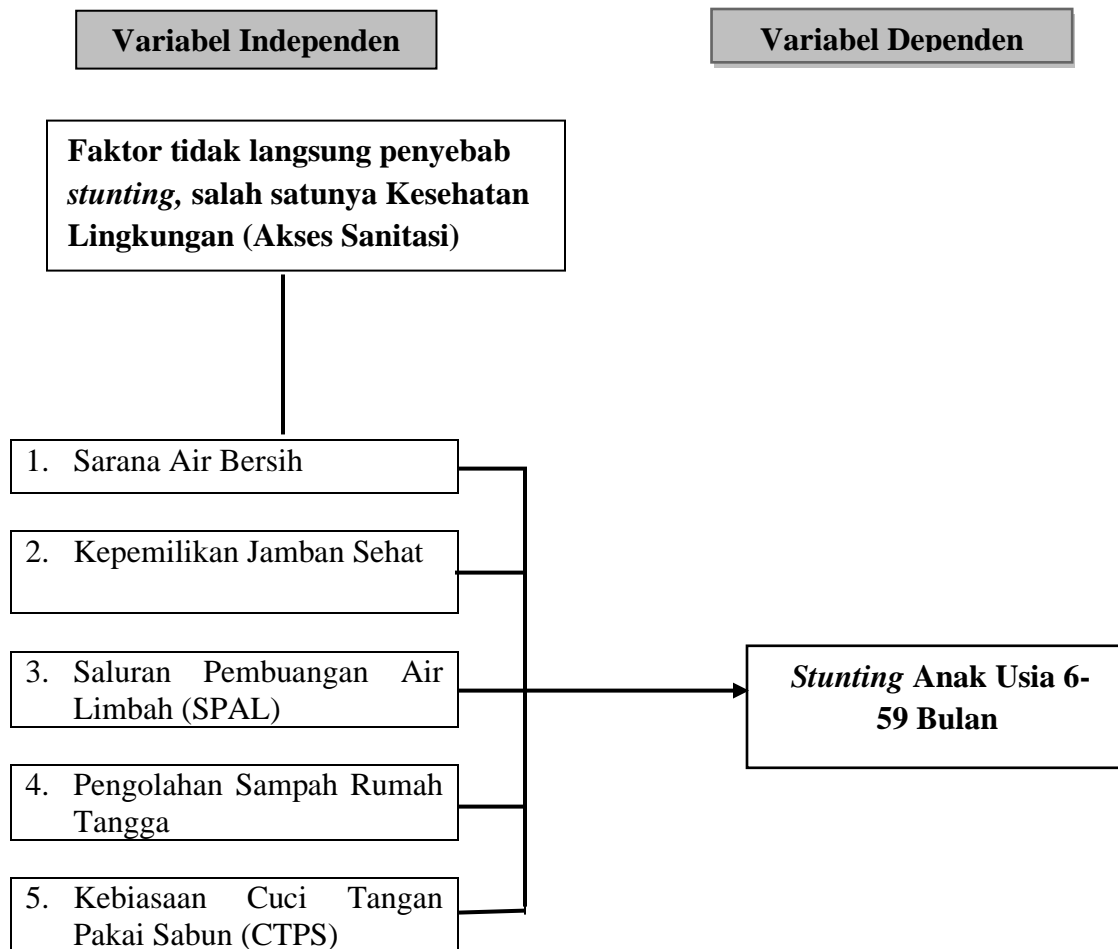 Variabel Independen
Variabel Dependen
Faktor tidak langsung penyebab
stunting, salah satunya Kesehatan
Lingkungan (Akses Sanitasi)
1. Sarana Air Bersih
2. Kepemilikan Jamban Sehat
3. Saluran Pembuangan Air
Limbah (SPAL)
Stunting Anak Usia 6-
59 Bulan
4. Pengolahan Sampah Rumah
Tangga
5. Kebiasaan Cuci Tangan
Pakai Sabun (CTPS)